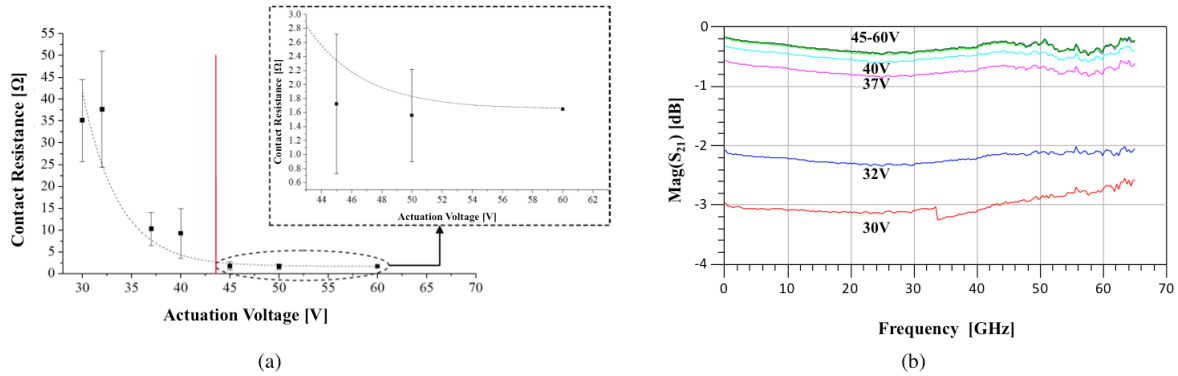 3.0
2.8
2.6
2.4
2.2
2.0
1.8
1.6
1.4
1.2
1.0
0.8
0.6
Contact Resistance [Ω]
44 46 48 50 52 54 56 58 60 62
Actuation Voltage [V]
55
50
45
40
35
30
25
20
15
10
5
0
Contact Resistance [Ω]
30 35 40 45 50 55 60 65 70
Actuation Voltage [V]
(a)
0
-1
-2
-3
-4
Mag(S21) [dB]
45-60V
40V
37V
32V
30V
0 10 20 30 40 50 60 70
Frequency [GHz]
(b)